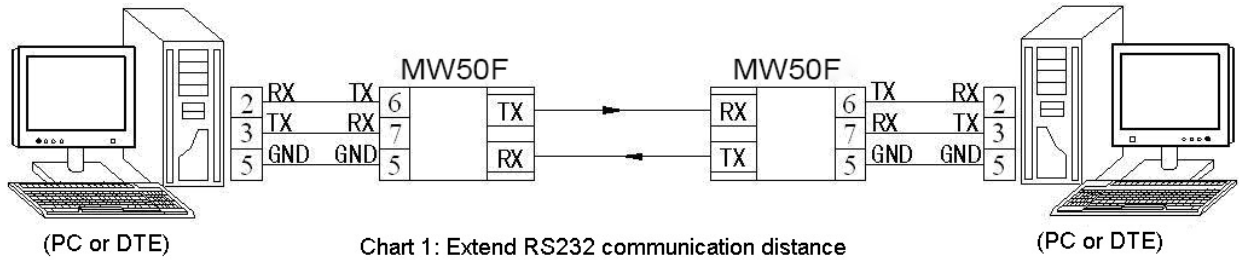 MW50F MW50F
2 RX TX 6 TX RX 6 TX RX 2
3 TX RX 7 7 RX TX 3
5 GND GND 5 RX TX 5 GND GND 5
(PC or DTE) Chart 1: Extend RS232 communication distance (PC or DTE)